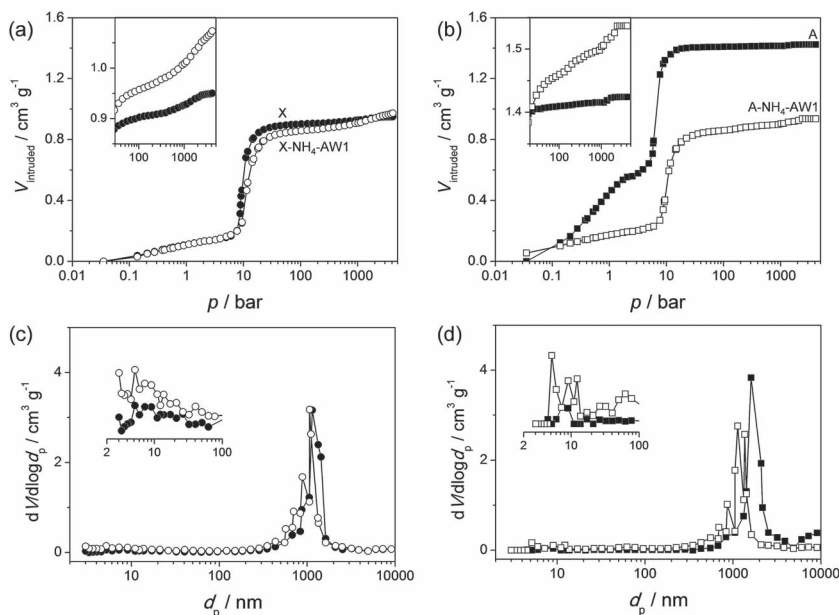 (a)
1.6
1.2
0.8
0.4
0.0
V_intruded / cm³ g⁻¹
1.0
0.9
100 1000
X
X-NH₄-AW1
0.01 0.1 1 10 100 1000
p / bar
(b)
1.6
1.2
0.8
0.4
0.0
V_intruded / cm³ g⁻¹
1.5
1.4
100 1000
A
A-NH₄-AW1
0.01 0.1 1 10 100 1000
p / bar
(c)
4
2
0
dV/dlogd_p / cm³ g⁻¹
2 10 100
10 100 1000 10000
d_p / nm
(d)
4
2
0
dV/dlogd_p / cm³ g⁻¹
2 10 100
10 100 1000 10000
d_p / nm